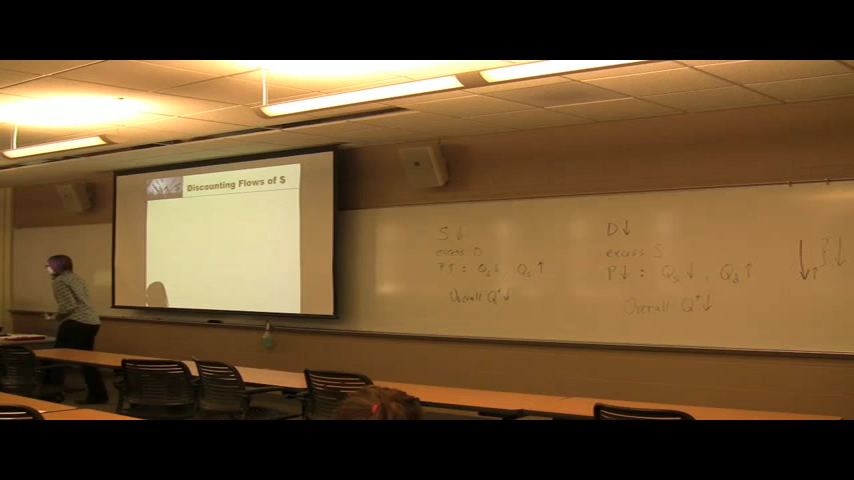 Discounting Flows of $
S ↓
excess D
P↑ : Qd↓, Qs ↑
Overall Q* ↓
D ↓
excess S
P↓ : Qs ↓, Qd ↑
Overall Q* ↓